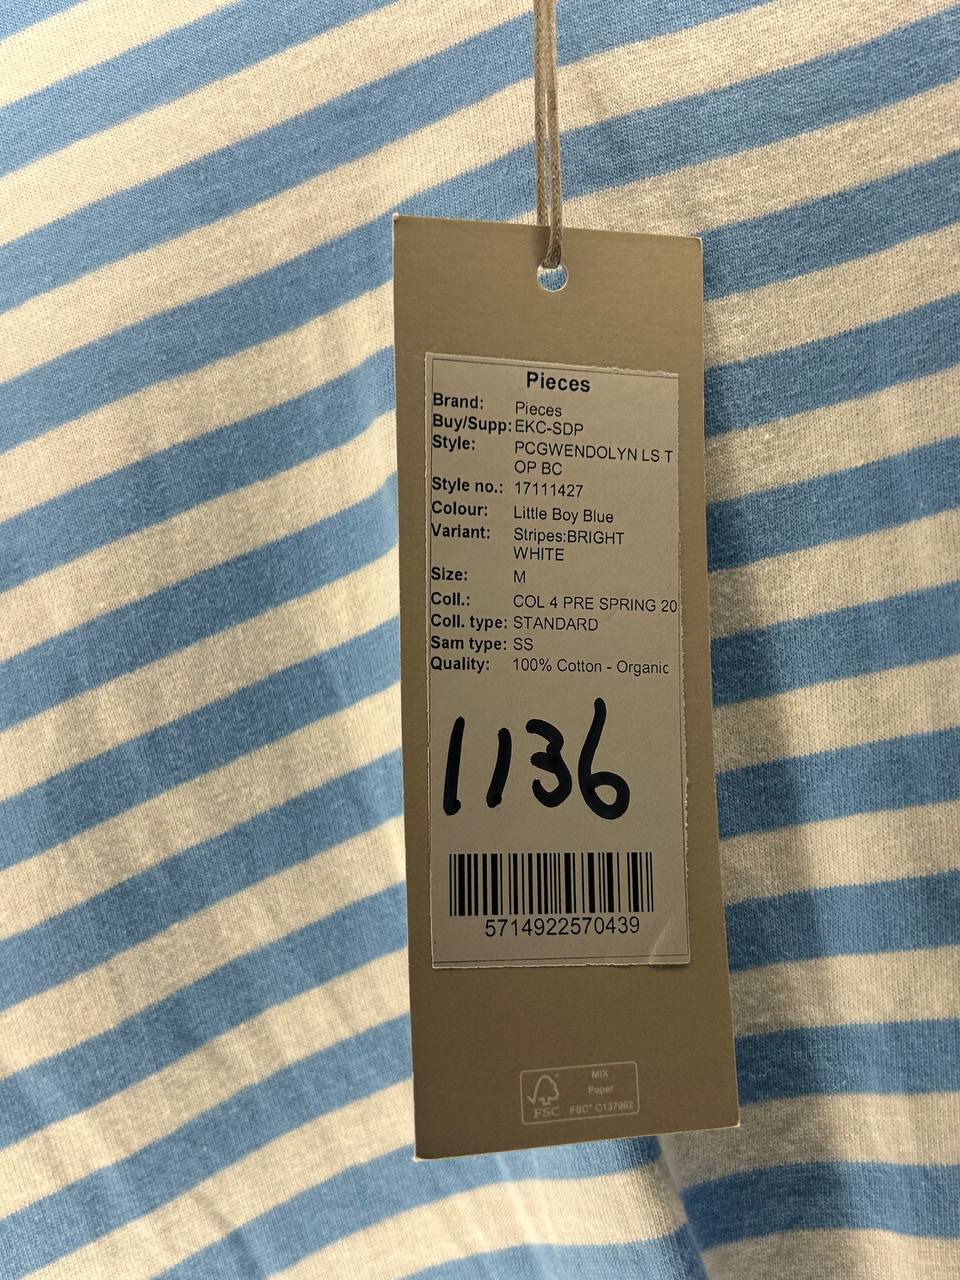 Pieces
Brand: Pieces
Buy/Supp: EKC-SDP
Style: PCGWENDOLYN LS T
OP BC
Style no.: 17111427
Colour: Little Boy Blue
Variant: Stripes:BRIGHT
WHITE
Size: M
Coll.: COL 4 PRE SPRING 20
Coll. type: STANDARD
Sam type: SS
Quality: 100% Cotton - Organic
1136
5714922570439
MIX
Paper
FSC
FSC® C137962